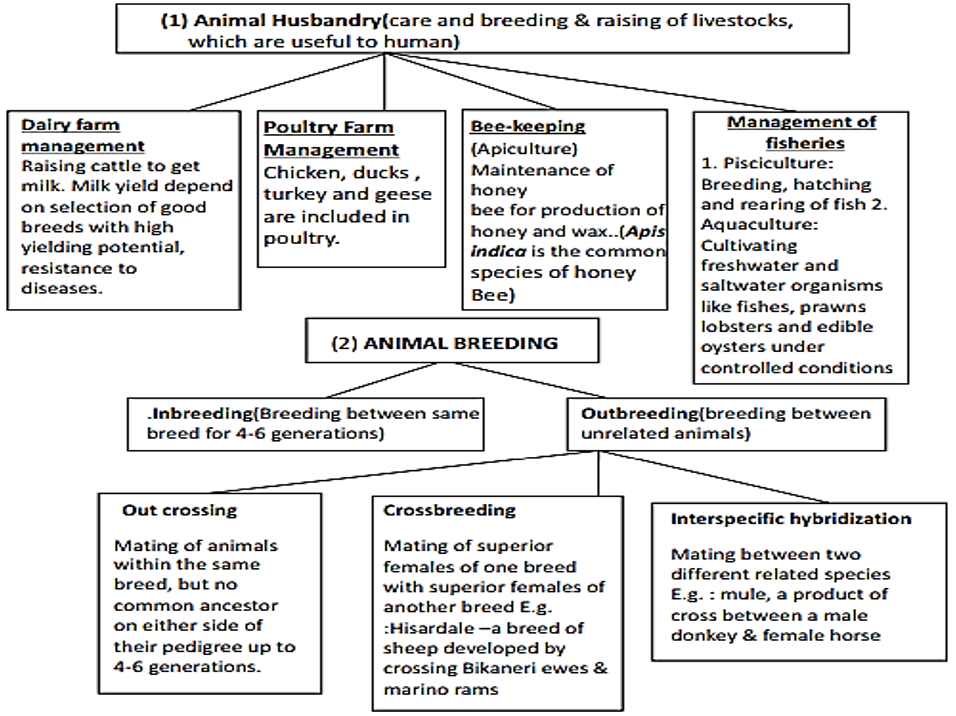 (1) Animal Husbandry(care and breeding & raising of livestocks,
which are useful to human)
Dairy farm
management
Raising cattle to get
milk. Milk yield depend
on selection of good
breeds with high
yielding potential,
resistance to
diseases.
Poultry Farm
Management
Chicken, ducks ,
turkey and geese
are included in
poultry.
Bee-keeping
(Apiculture)
Maintenance of
honey
bee for production of
honey and wax..(Apis
indica is the common
species of honey
Bee)
Management of
fisheries
1. Pisciculture:
Breeding, hatching
and rearing of fish 2.
Aquaculture:
Cultivating
freshwater and
saltwater organisms
like fishes, prawns
lobsters and edible
oysters under
controlled conditions
(2) ANIMAL BREEDING
.Inbreeding(Breeding between same
breed for 4-6 generations)
Outbreeding(breeding between
unrelated animals)
Out crossing
Mating of animals
within the same
breed, but no
common ancestor
on either side of
their pedigree up to
4-6 generations.
Crossbreeding
Mating of superior
females of one breed
with superior females of
another breed E.g.
:Hisardale –a breed of
sheep developed by
crossing Bikaneri ewes &
marino rams
Interspecific hybridization
Mating between two
different related species
E.g. : mule, a product of
cross between a male
donkey & female horse